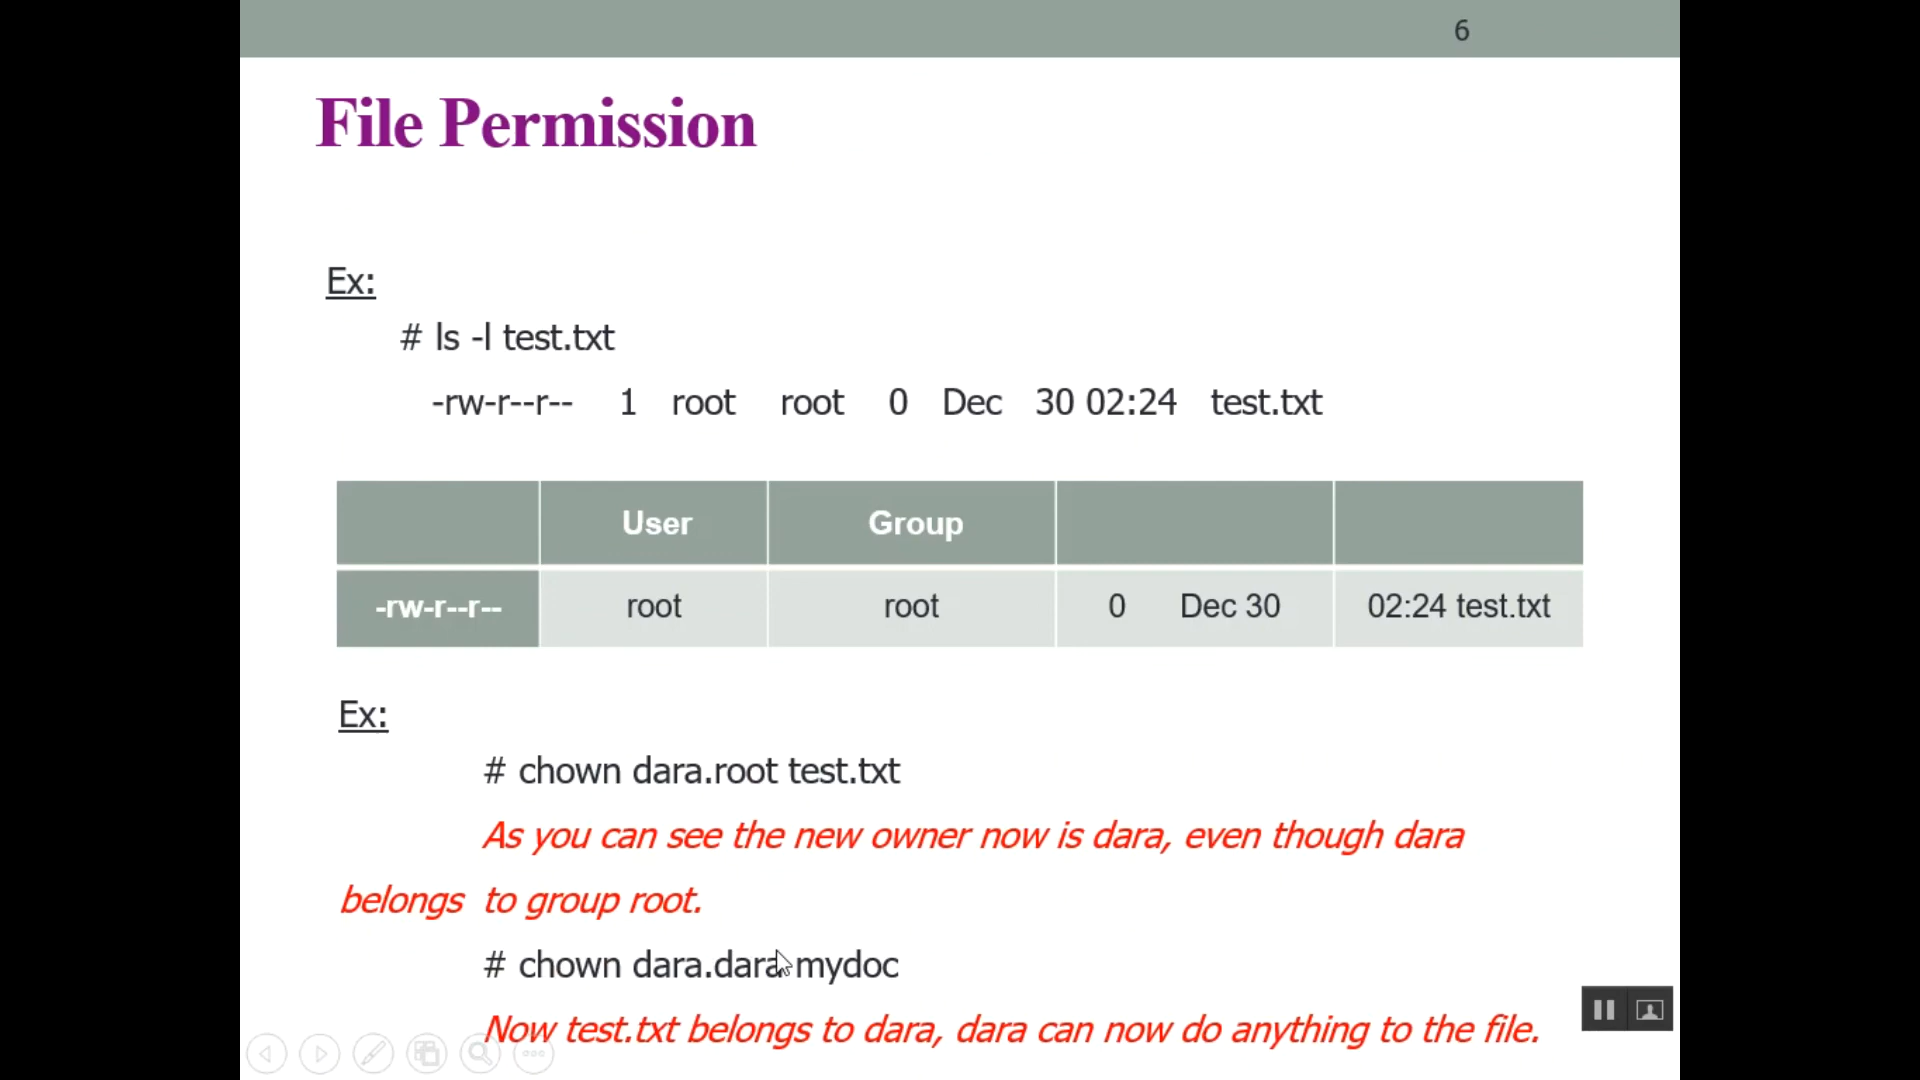 6
File Permission
Ex:
# ls -l test.txt
-rw-r--r-- 1 root root 0 Dec 30 02:24 test.txt
User Group
-rw-r--r-- root root 0 Dec 30 02:24 test.txt
Ex:
# chown dara.root test.txt
As you can see the new owner now is dara, even though dara
belongs to group root.
# chown dara.dara mydoc
Now test.txt belongs to dara, dara can now do anything to the file.